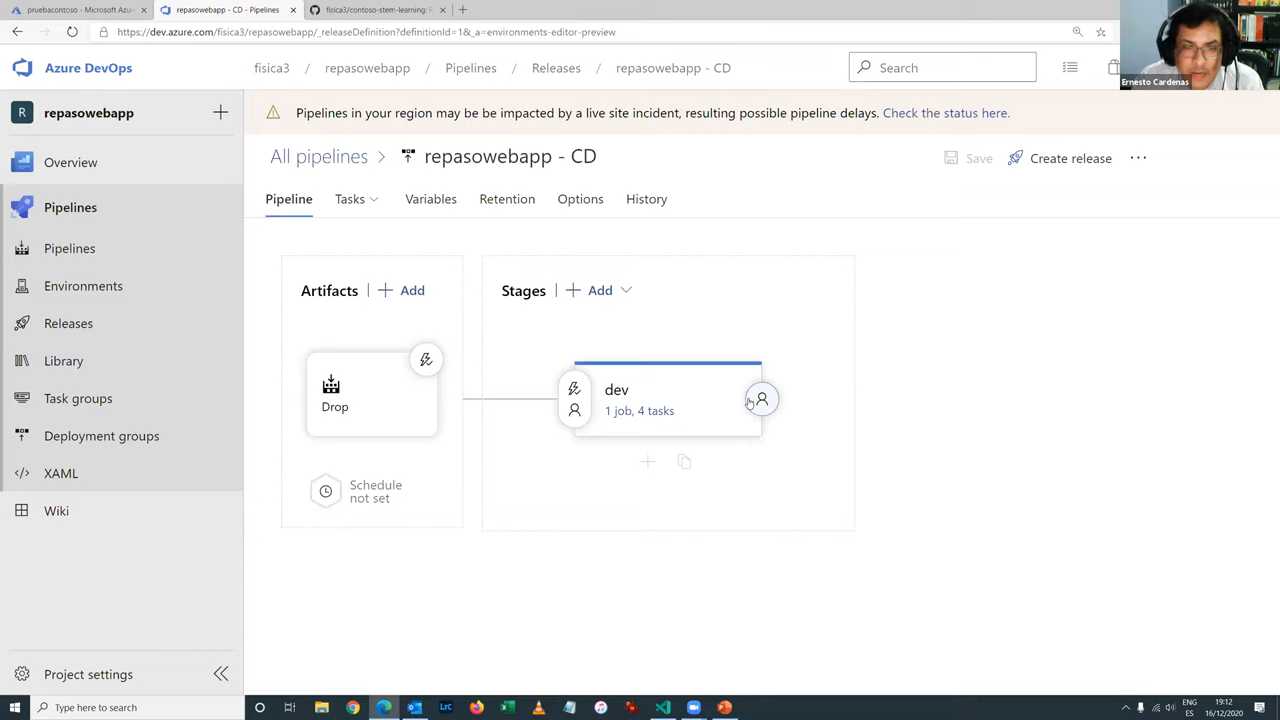 pruebacontoso - Microsoft Azu
repasowebapp - CD - Pipelines
fisica3/contoso-stem-learning: P
https://dev.azure.com/fisica3/repasowebapp/_releaseDefinition?definitionId=1&_a=environments-editor-preview
Azure DevOps
fisica3 / repasowebapp / Pipelines / Releases / repasowebapp - CD
Search
Ernesto Cardenas
R repasowebapp
Pipelines in your region may be be impacted by a live site incident, resulting possible pipeline delays. Check the status here.
Overview
Pipelines
Pipelines
Environments
Releases
Library
Task groups
Deployment groups
XAML
Wiki
Project settings
All pipelines > repasowebapp - CD
Save
Create release
Pipeline
Tasks
Variables
Retention
Options
History
Artifacts | + Add
Stages | + Add
Drop
Schedule
not set
dev
1 job, 4 tasks
Type here to search
Lrc
ENG
ES
19:12
16/12/2020